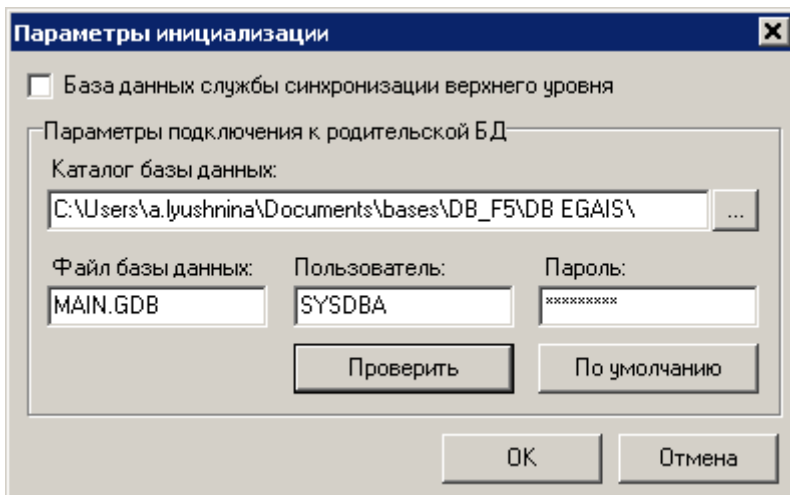 Параметры инициализации
База данных службы синхронизации верхнего уровня
Параметры подключения к родительской БД
Каталог базы данных:
C:\Users\a.lyushnina\Documents\bases\DB_F5\DB EGAIS\ ...
Файл базы данных: Пользователь: Пароль:
MAIN.GDB SYSDBA *********
Проверить По умолчанию
OK Отмена